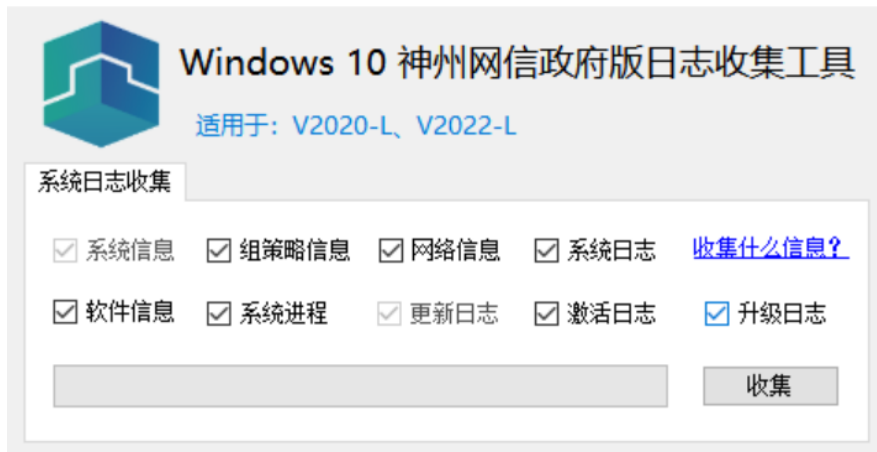 Windows 10 神州网信政府版日志收集工具
适用于：V2020-L、V2022-L
系统日志收集
系统信息 组策略信息 网络信息 系统日志 收集什么信息？
软件信息 系统进程 更新日志 激活日志 升级日志
收集